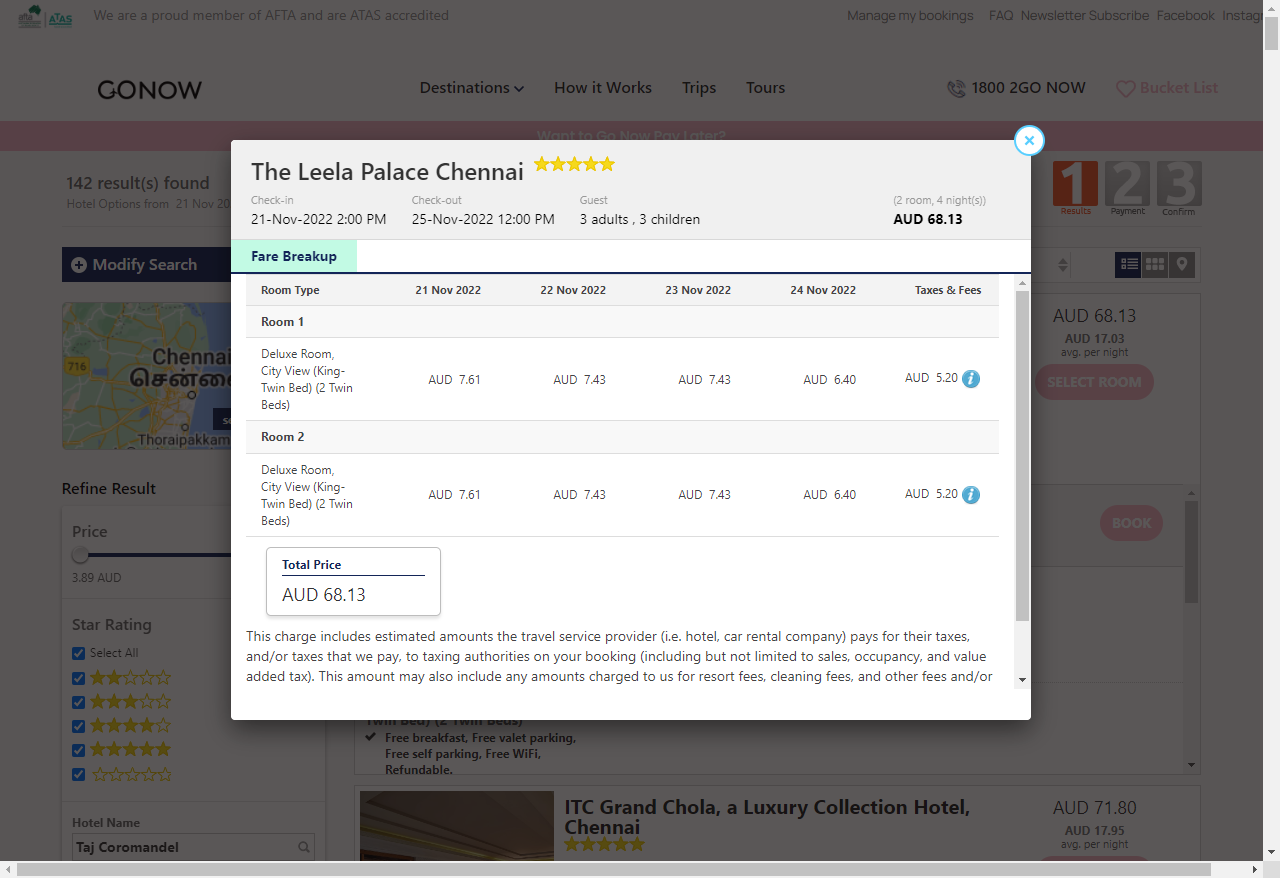 We are a proud member of AFTA and are ATAS accredited
Manage my bookings FAQ Newsletter Subscribe Facebook
GONOW
Destinations How it Works Trips Tours 1800 2GO NOW Bucket List
Want to Go Now Pay Later?
142 result(s) found
Hotel Options from 21 Nov
1 2 3
Results Payment Confirm
Modify Search
The Leela Palace Chennai
Check-in Check-out Guest (2 room, 4 night(s))
21-Nov-2022 2:00 PM 25-Nov-2022 12:00 PM 3 adults , 3 children AUD 68.13
Fare Breakup
Room Type 21 Nov 2022 22 Nov 2022 23 Nov 2022 24 Nov 2022 Taxes & Fees
Room 1
Deluxe Room,
City View (King-
Twin Bed) (2 Twin
Beds)
AUD 7.61 AUD 7.43 AUD 7.43 AUD 6.40 AUD 5.20
Room 2
Deluxe Room,
City View (King-
Twin Bed) (2 Twin
Beds)
AUD 7.61 AUD 7.43 AUD 7.43 AUD 6.40 AUD 5.20
Total Price
AUD 68.13
This charge includes estimated amounts the travel service provider (i.e. hotel, car rental company) pays for their taxes,
and/or taxes that we pay, to taxing authorities on your booking (including but not limited to sales, occupancy, and value
added tax). This amount may also include any amounts charged to us for resort fees, cleaning fees, and other fees and/or
716
Chennai
Thoraipakkam
Refine Result
Price
3.89 AUD
Star Rating
Select All
Hotel Name
Taj Coromandel
AUD 68.13
AUD 17.03
avg. per night
SELECT ROOM
BOOK
Twin Bed) (2 Twin Beds)
Free breakfast, Free valet parking,
Free self parking, Free WiFi,
Refundable.
ITC Grand Chola, a Luxury Collection Hotel,
Chennai
AUD 71.80
AUD 17.95
avg. per night